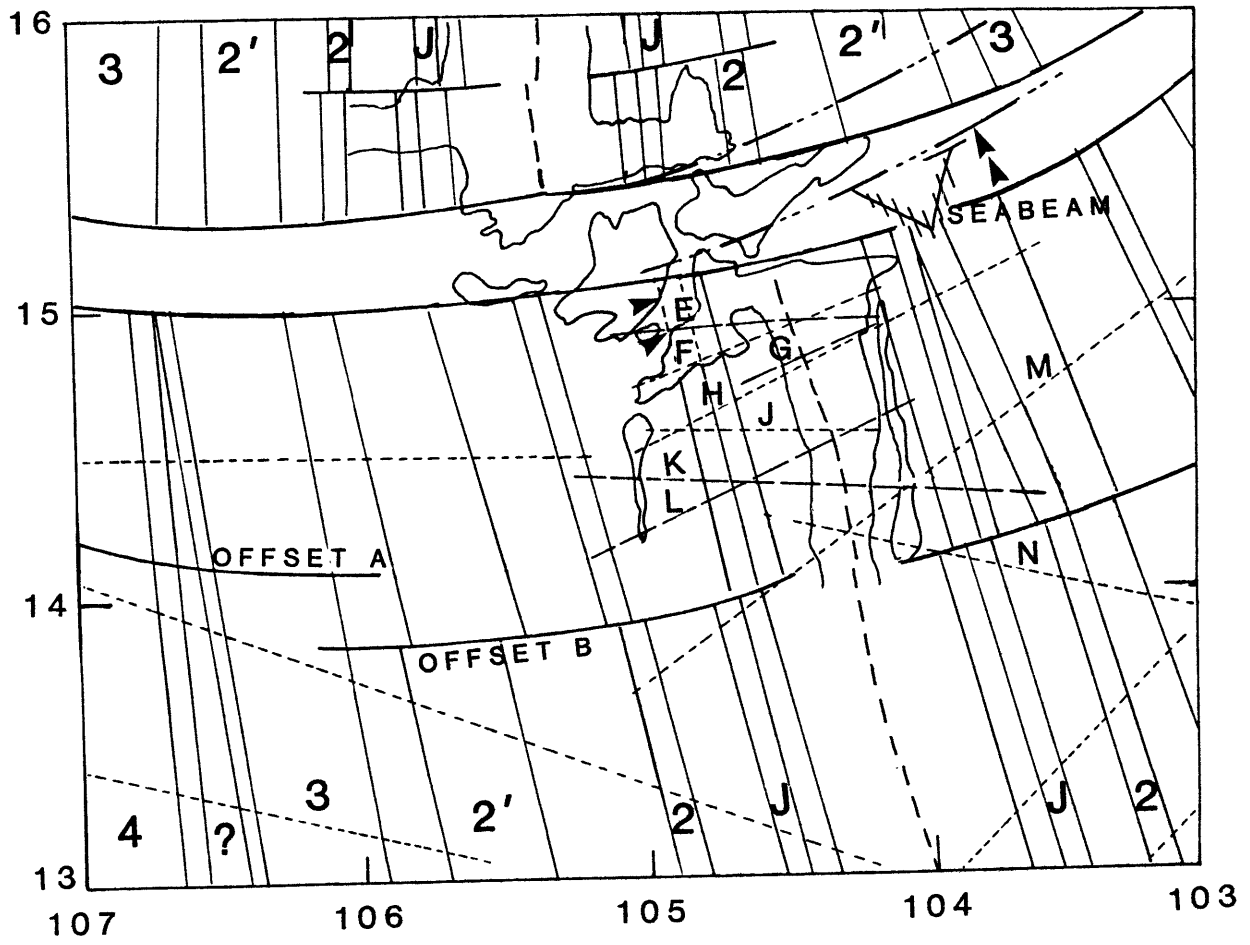 16
3 2' 2 J J 2 2' 3
SEABEAM
15
E
F G M
H J
K
L
N
OFFSET A
14
OFFSET B
3 2' 2 J J 2
4 ?
13
107 106 105 104 103